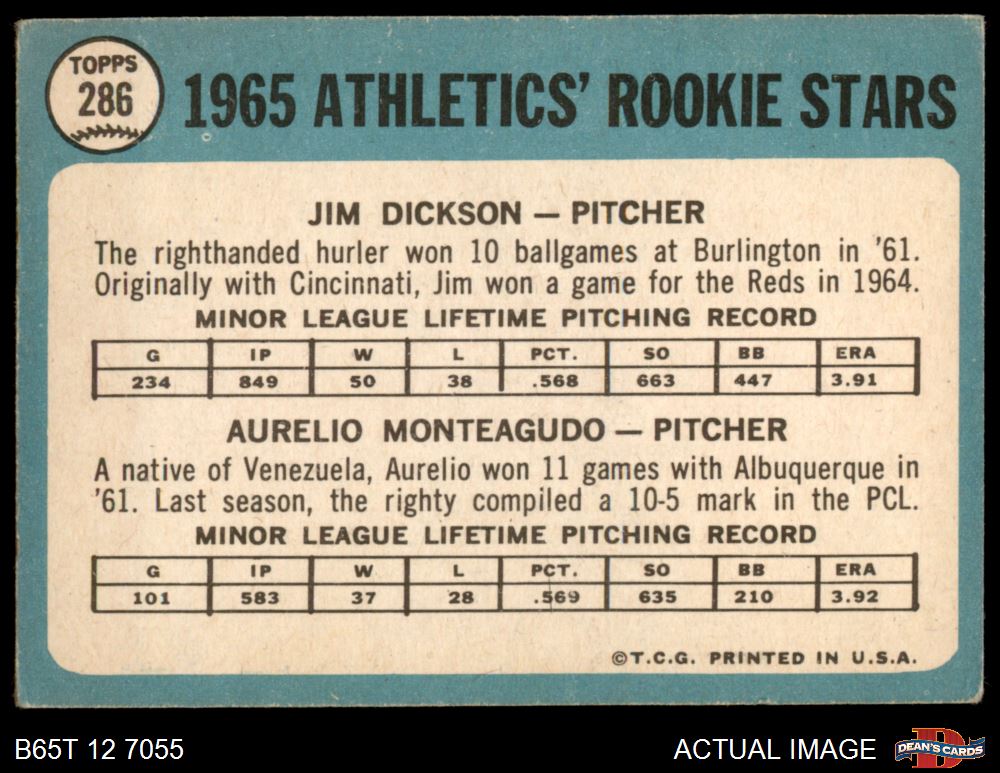 TOPPS
286
1965 ATHLETICS' ROOKIE STARS
JIM DICKSON — PITCHER
The righthanded hurler won 10 ballgames at Burlington in '61.
Originally with Cincinnati, Jim won a game for the Reds in 1964.
MINOR LEAGUE LIFETIME PITCHING RECORD
G IP W L PCT. SO BB ERA
234 849 50 38 .568 663 447 3.91
AURELIO MONTEAGUDO — PITCHER
A native of Venezuela, Aurelio won 11 games with Albuquerque in
'61. Last season, the righty compiled a 10-5 mark in the PCL.
MINOR LEAGUE LIFETIME PITCHING RECORD
G IP W L PCT. SO BB ERA
101 583 37 28 .569 635 210 3.92
©T.C.G. PRINTED IN U.S.A.
B65T 12 7055
ACTUAL IMAGE
D
DEAN'S CARDS